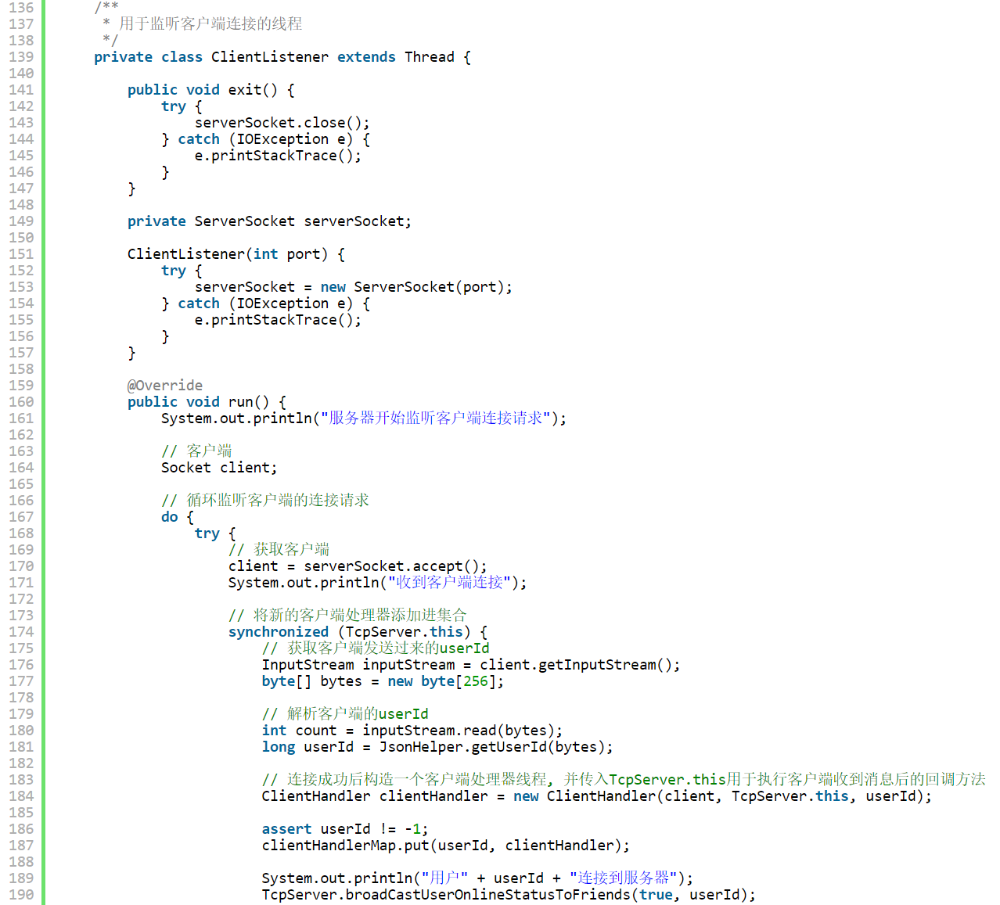 136 /**
137  * 用于监听客户端连接的线程
138  */
139 private class ClientListener extends Thread {
140
141     public void exit() {
142         try {
143             serverSocket.close();
144         } catch (IOException e) {
145             e.printStackTrace();
146         }
147     }
148
149     private ServerSocket serverSocket;
150
151     ClientListener(int port) {
152         try {
153             serverSocket = new ServerSocket(port);
154         } catch (IOException e) {
155             e.printStackTrace();
156         }
157     }
158
159     @Override
160     public void run() {
161         System.out.println("服务器开始监听客户端连接请求");
162
163         // 客户端
164         Socket client;
165
166         // 循环监听客户端的连接请求
167         do {
168             try {
169                 // 获取客户端
170                 client = serverSocket.accept();
171                 System.out.println("收到客户端连接");
172
173                 // 将新的客户端处理器添加进集合
174                 synchronized (TcpServer.this) {
175                     // 获取客户端发送过来的userId
176                     InputStream inputStream = client.getInputStream();
177                     byte[] bytes = new byte[256];
178
179                     // 解析客户端的userId
180                     int count = inputStream.read(bytes);
181                     long userId = JsonHelper.getUserId(bytes);
182
183                     // 连接成功后构造一个客户端处理器线程, 并传入TcpServer.this用于执行客户端收到消息后的回调方法
184                     ClientHandler clientHandler = new ClientHandler(client, TcpServer.this, userId);
185
186                     assert userId != -1;
187                     clientHandlerMap.put(userId, clientHandler);
188
189                     System.out.println("用户" + userId + "连接到服务器");
190                     TcpServer.broadCastUserOnlineStatusToFriends(true, userId);